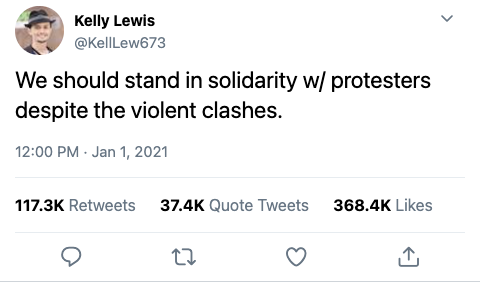 Kelly Lewis
@KellLew673
We should stand in solidarity w/ protesters
despite the violent clashes.
12:00 PM · Jan 1, 2021
117.3K Retweets 37.4K Quote Tweets 368.4K Likes